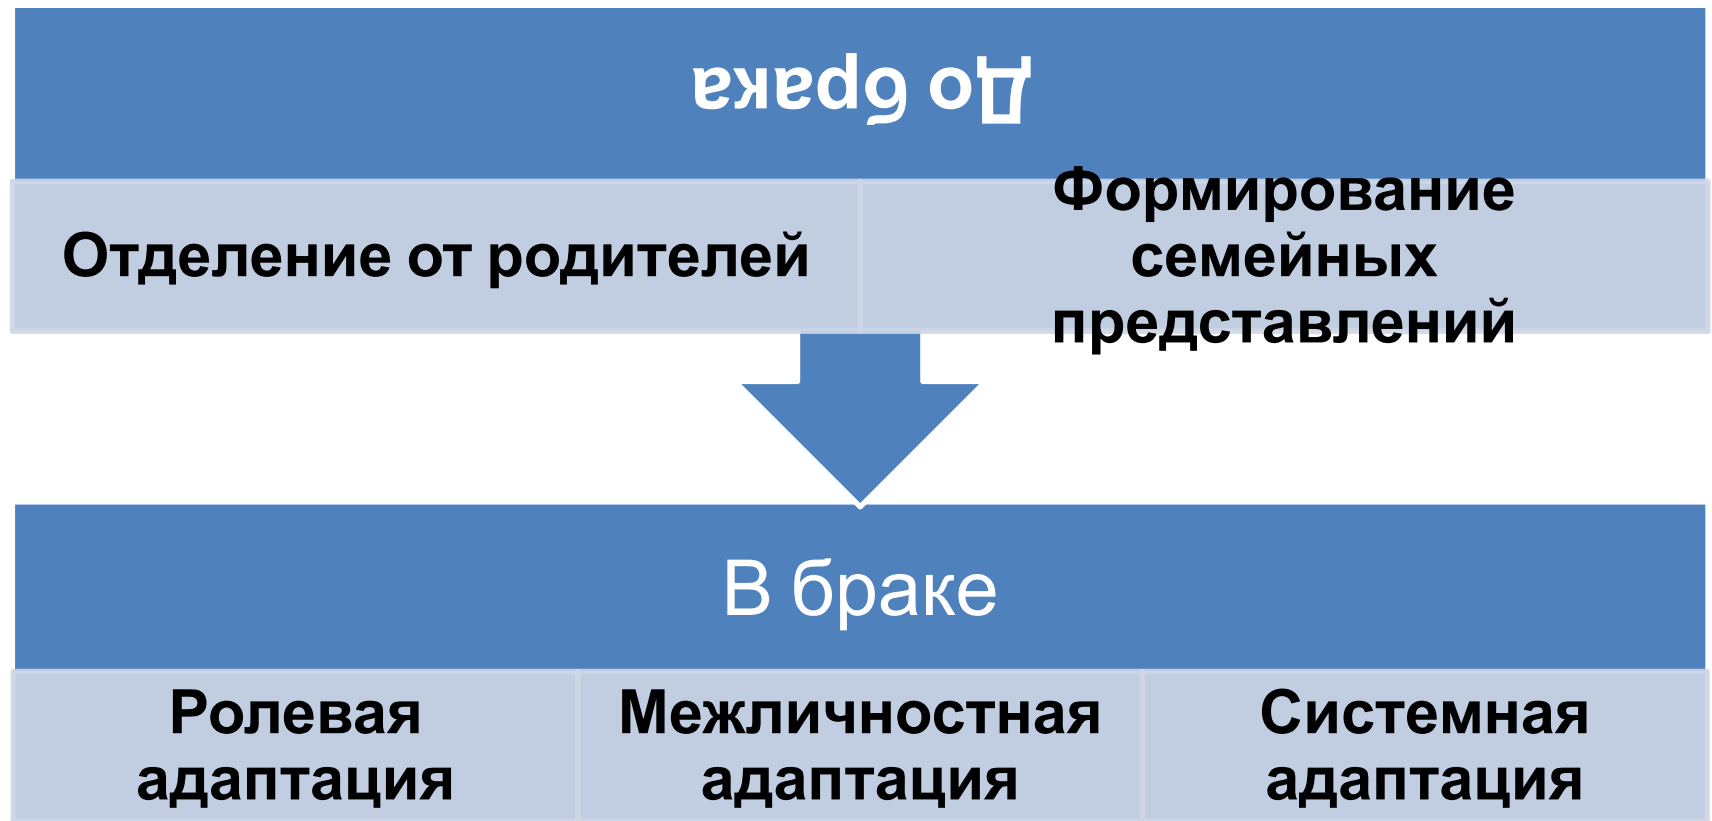 До брака
Отделение от родителей
Формирование
семейных
представлений
В браке
Ролевая
адаптация
Межличностная
адаптация
Системная
адаптация